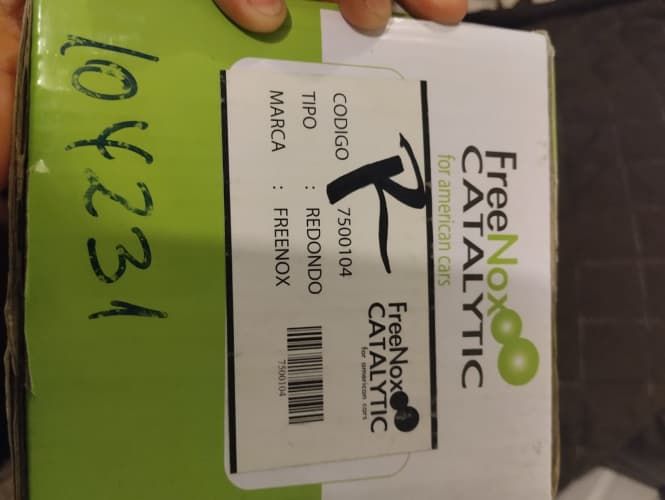 FreeNox
CATALYTIC
for american cars
CODIGO 7500104
TIPO : REDONDO
MARCA : FREENOX
R
FreeNox
CATALYTIC
for american cars
7500104
104231